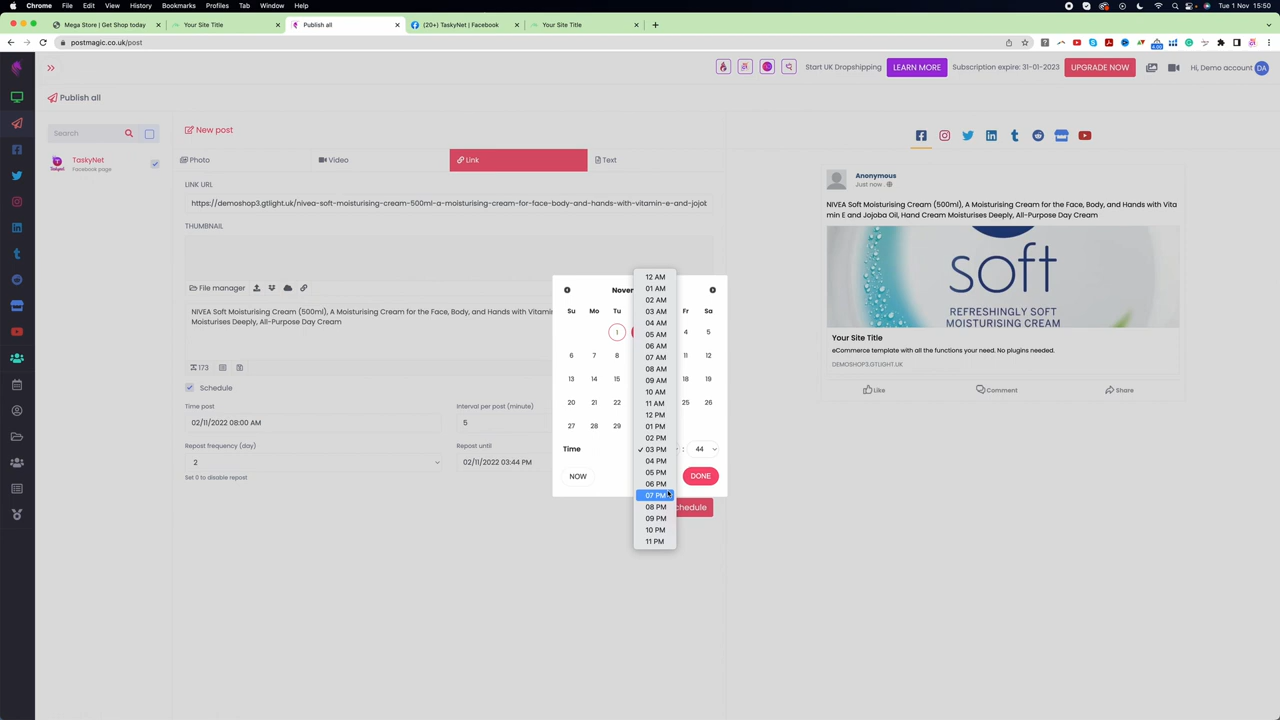 Chrome File Edit View History Bookmarks Profiles Tab Window Help
Tue 1 Nov 15:50
Mega Store | Get Shop today
Your Site Title
Publish all
(20+) TaskyNet | Facebook
Your Site Title
postmagic.co.uk/post
4.00
Start UK Dropshipping
LEARN MORE
Subscription expire: 31-01-2023
UPGRADE NOW
Hi, Demo account
DA
Publish all
Search
TaskyNet
Facebook page
New post
Photo
Video
Link
Text
LINK URL
https://demoshop3.gtlight.uk/nivea-soft-moisturising-cream-500ml-a-moisturising-cream-for-face-body-and-hands-with-vitamin-e-and-jojob
THUMBNAIL
File manager
NIVEA Soft Moisturising Cream (500ml), A Moisturising Cream for the Face, Body, and Hands with Vitamin
Moisturises Deeply, All-Purpose Day Cream
173
Schedule
Time post
02/11/2022 08:00 AM
Interval per post (minute)
5
Repost frequency (day)
2
Repost until
02/11/2022 03:44 PM
Set 0 to disable repost
Novem
Su Mo Tu Fr Sa
1 4 5
6 7 8 11 12
13 14 15 18 19
20 21 22 25 26
27 28 29
Time
: 44
NOW
DONE
chedule
12 AM
01 AM
02 AM
03 AM
04 AM
05 AM
06 AM
07 AM
08 AM
09 AM
10 AM
11 AM
12 PM
01 PM
02 PM
03 PM
04 PM
05 PM
06 PM
07 PM
08 PM
09 PM
10 PM
11 PM
Anonymous
Just now
NIVEA Soft Moisturising Cream (500ml), A Moisturising Cream for the Face, Body, and Hands with Vita
min E and Jojoba Oil, Hand Cream Moisturises Deeply, All-Purpose Day Cream
soft
REFRESHINGLY SOFT
MOISTURISING CREAM
Your Site Title
eCommerce template with all the functions your need. No plugins needed.
DEMOSHOP3.GTLIGHT.UK
Like
Comment
Share